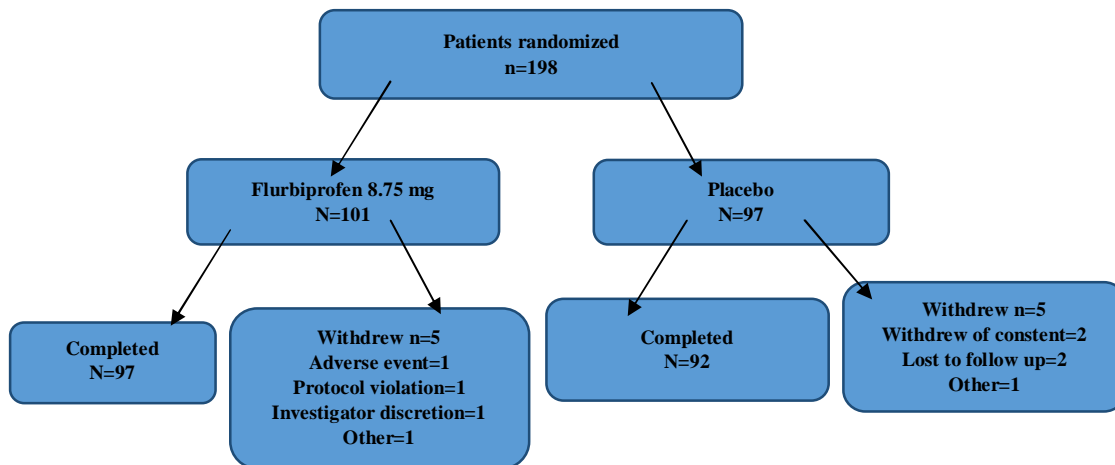 Patients randomized
n=198
Flurbiprofen 8.75 mg
N=101
Placebo
N=97
Completed
N=97
Withdrew n=5
Adverse event=1
Protocol violation=1
Investigator discretion=1
Other=1
Completed
N=92
Withdrew n=5
Withdrew of constent=2
Lost to follow up=2
Other=1